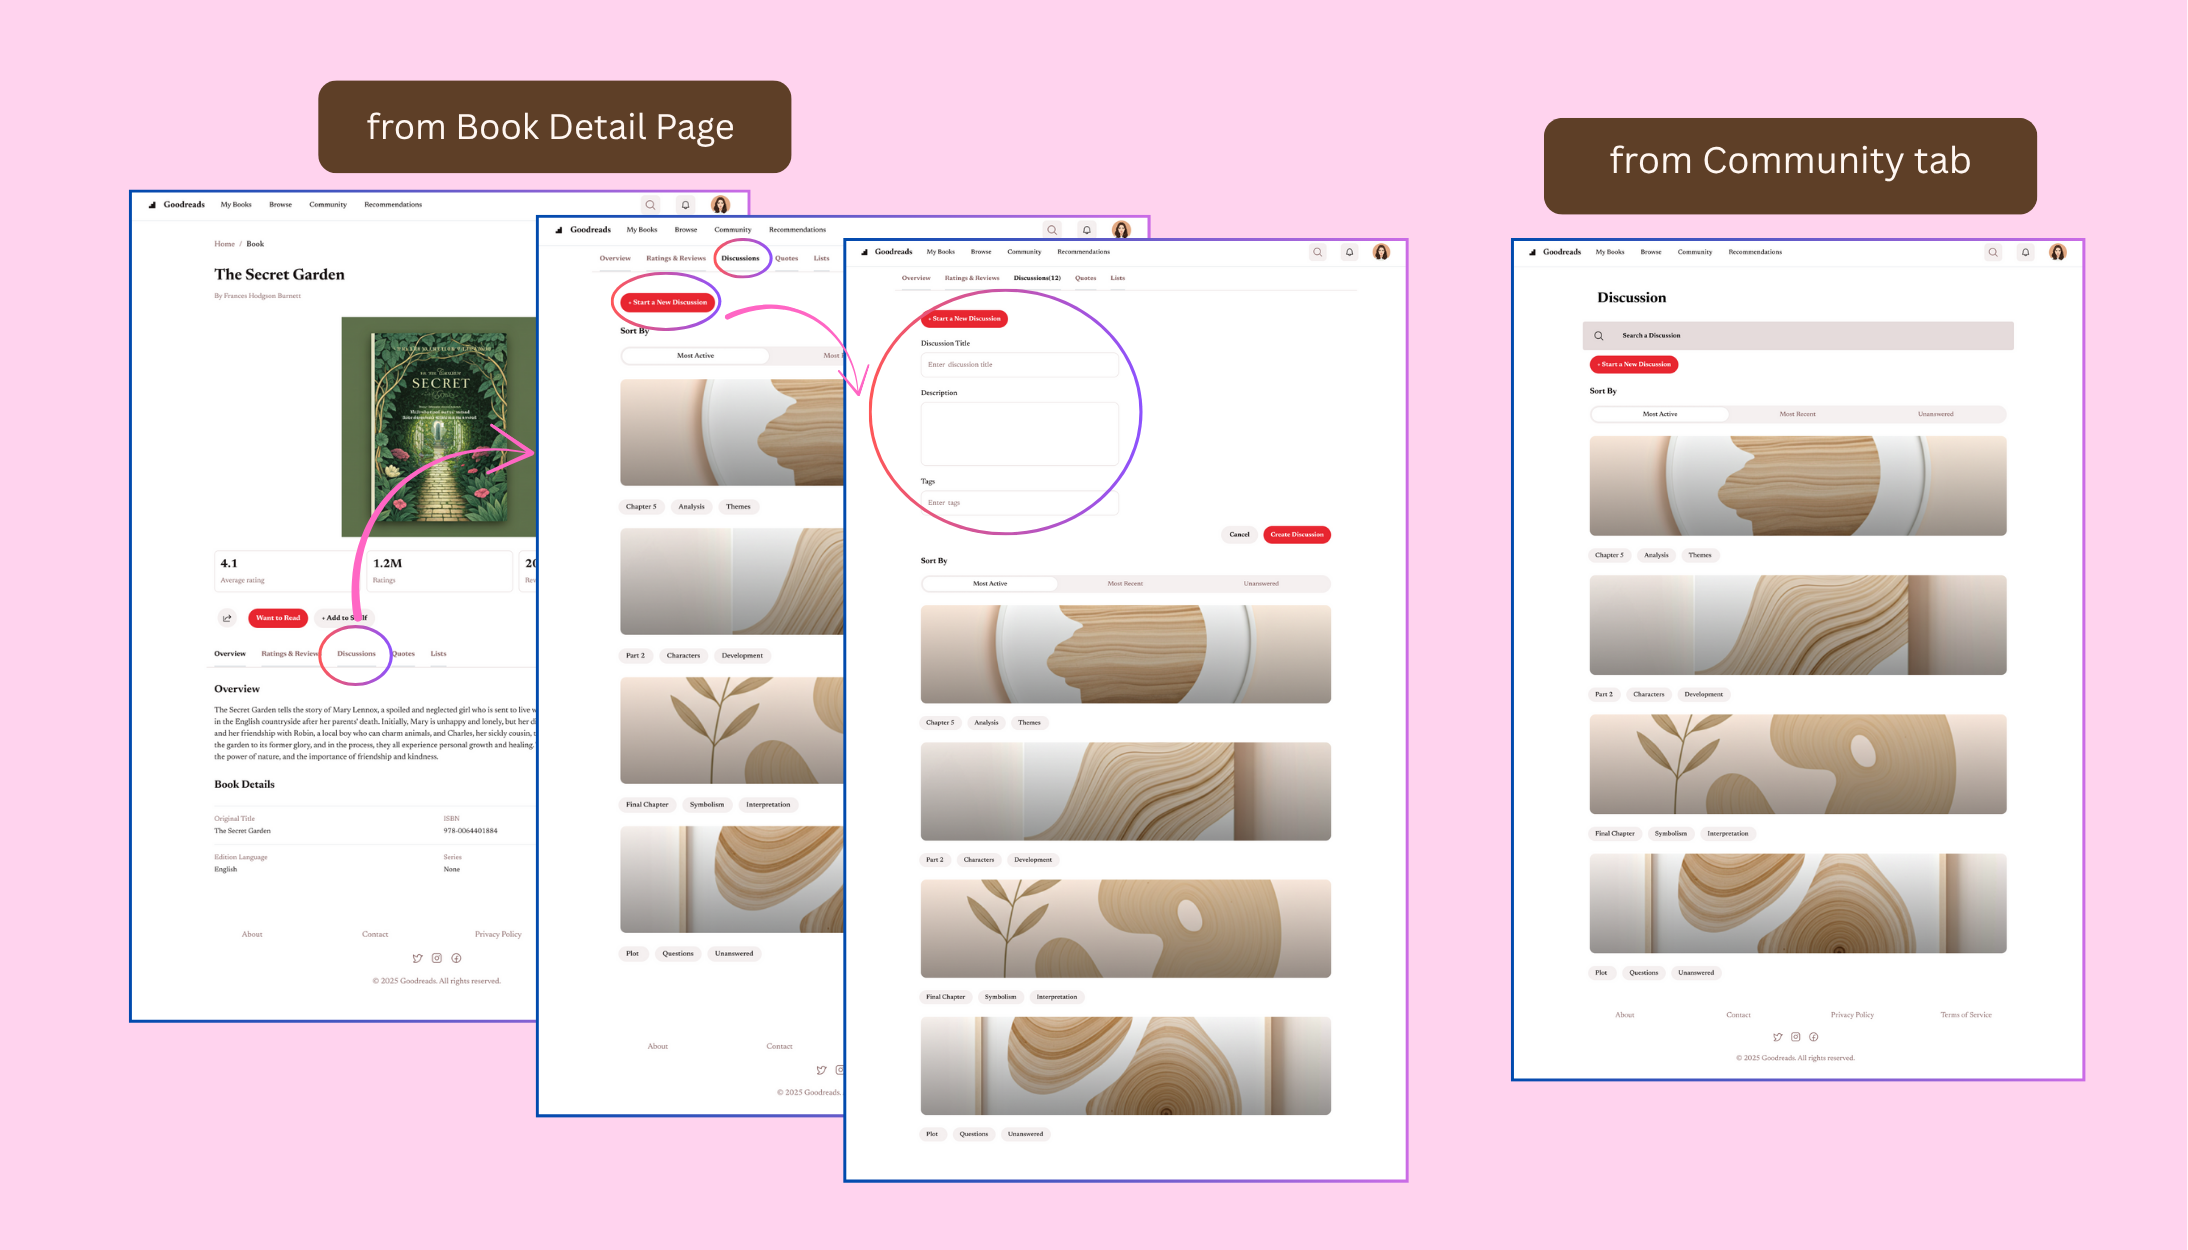 from Book Detail Page
from Community tab
Goodreads My Books Browse Community Recommendations
Home / Book
The Secret Garden
By Frances Hodgson Burnett
SECRET
4.1
Average rating
1.2M
Ratings
20
Want to Read
+ Add to Shelf
Overview Ratings & Reviews Discussions Quotes Lists
Overview
The Secret Garden tells the story of Mary Lennox, a spoiled and neglected girl who is sent to live
in the English countryside after her parents' death. Initially, Mary is unhappy and lonely, but her
and her friendship with Robin, a local boy who can charm animals, and Charles, her sickly cousin,
the garden to its former glory, and in the process, they all experience personal growth and healing.
the power of nature, and the importance of friendship and kindness.
Book Details
Original Title ISBN
The Secret Garden 978-0064401884
Edition Language Series
English None
About Contact Privacy Policy
© 2025 Goodreads. All rights reserved.
Goodreads My Books Browse Community Recommendations
Overview Ratings & Reviews Discussions Quotes Lists
+ Start a New Discussion
Sort By
Most Active Most
Chapter 5 Analysis Themes
Part 2 Characters Development
Final Chapter Symbolism Interpretation
Plot Questions Unanswered
About Contact
© 2025 Goodreads.
Goodreads My Books Browse Community Recommendations
Overview Ratings & Reviews Discussions(12) Quotes Lists
+ Start a New Discussion
Discussion Title
Enter discussion title
Description
Tags
Enter tags
Cancel Create Discussion
Sort By
Most Active Most Recent Unanswered
Chapter 5 Analysis Themes
Part 2 Characters Development
Final Chapter Symbolism Interpretation
Plot Questions Unanswered
Goodreads My Books Browse Community Recommendations
Discussion
Search a Discussion
+ Start a New Discussion
Sort By
Most Active Most Recent Unanswered
Chapter 5 Analysis Themes
Part 2 Characters Development
Final Chapter Symbolism Interpretation
Plot Questions Unanswered
About Contact Privacy Policy Terms of Service
© 2025 Goodreads. All rights reserved.